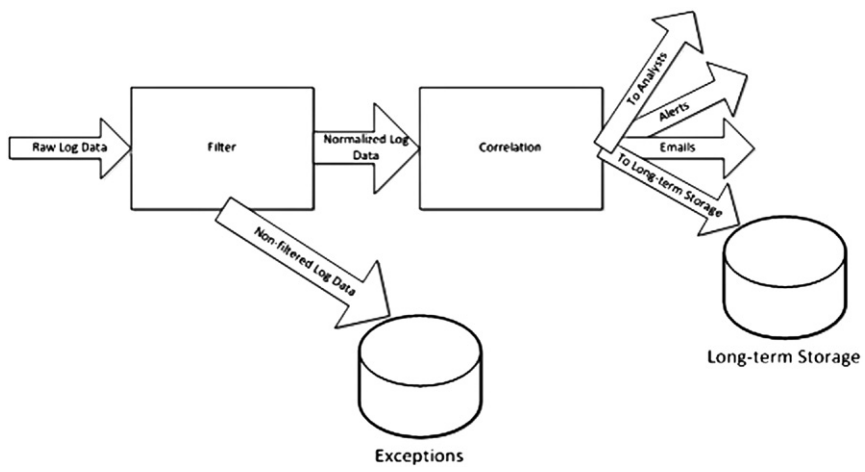 Raw Log Data
Filter
Normalized Log
Data
Correlation
To Analysts
Alerts
Emails
To Long-term Storage
Non-filtered Log Data
Long-term Storage
Exceptions